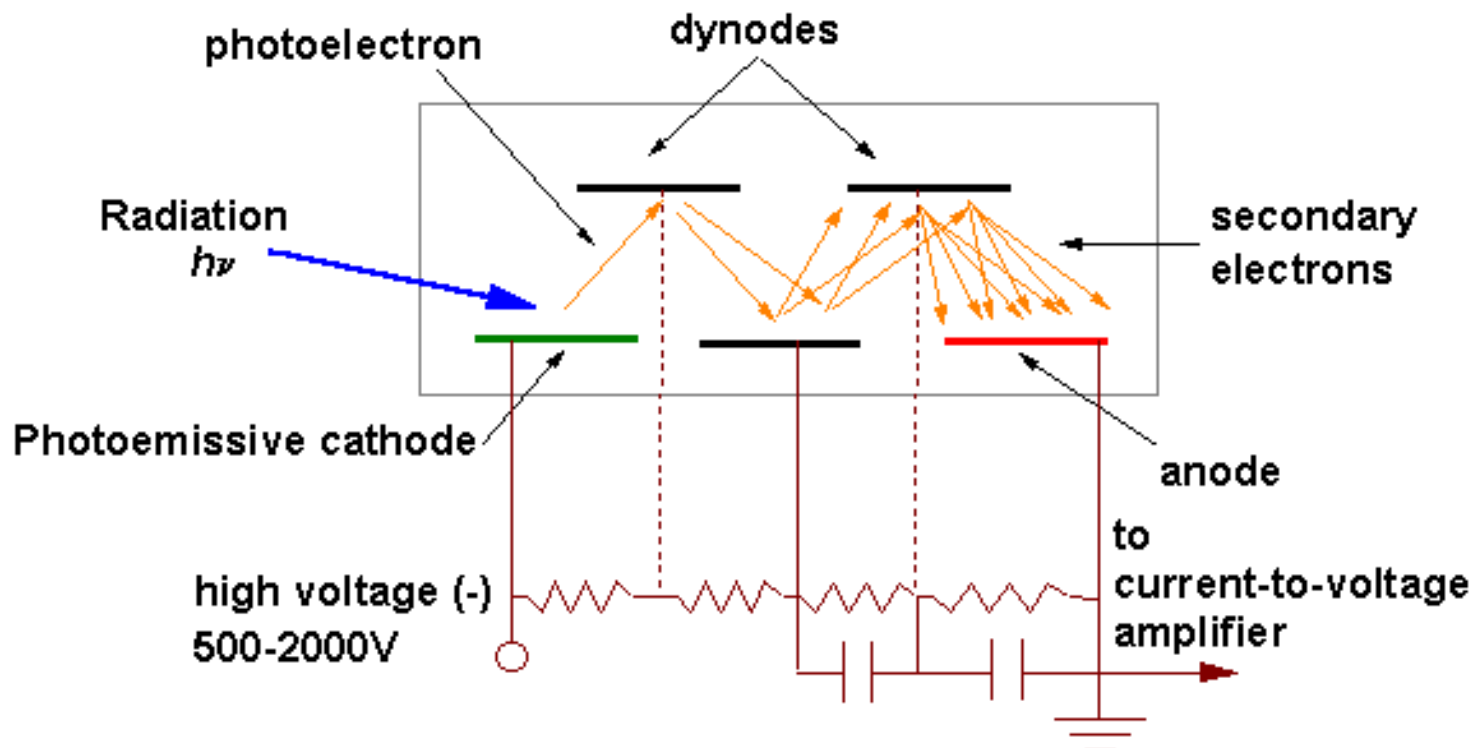 photoelectron
dynodes
Radiation
hν
secondary
electrons
Photoemissive cathode
anode
high voltage (-)
500-2000V
to
current-to-voltage
amplifier